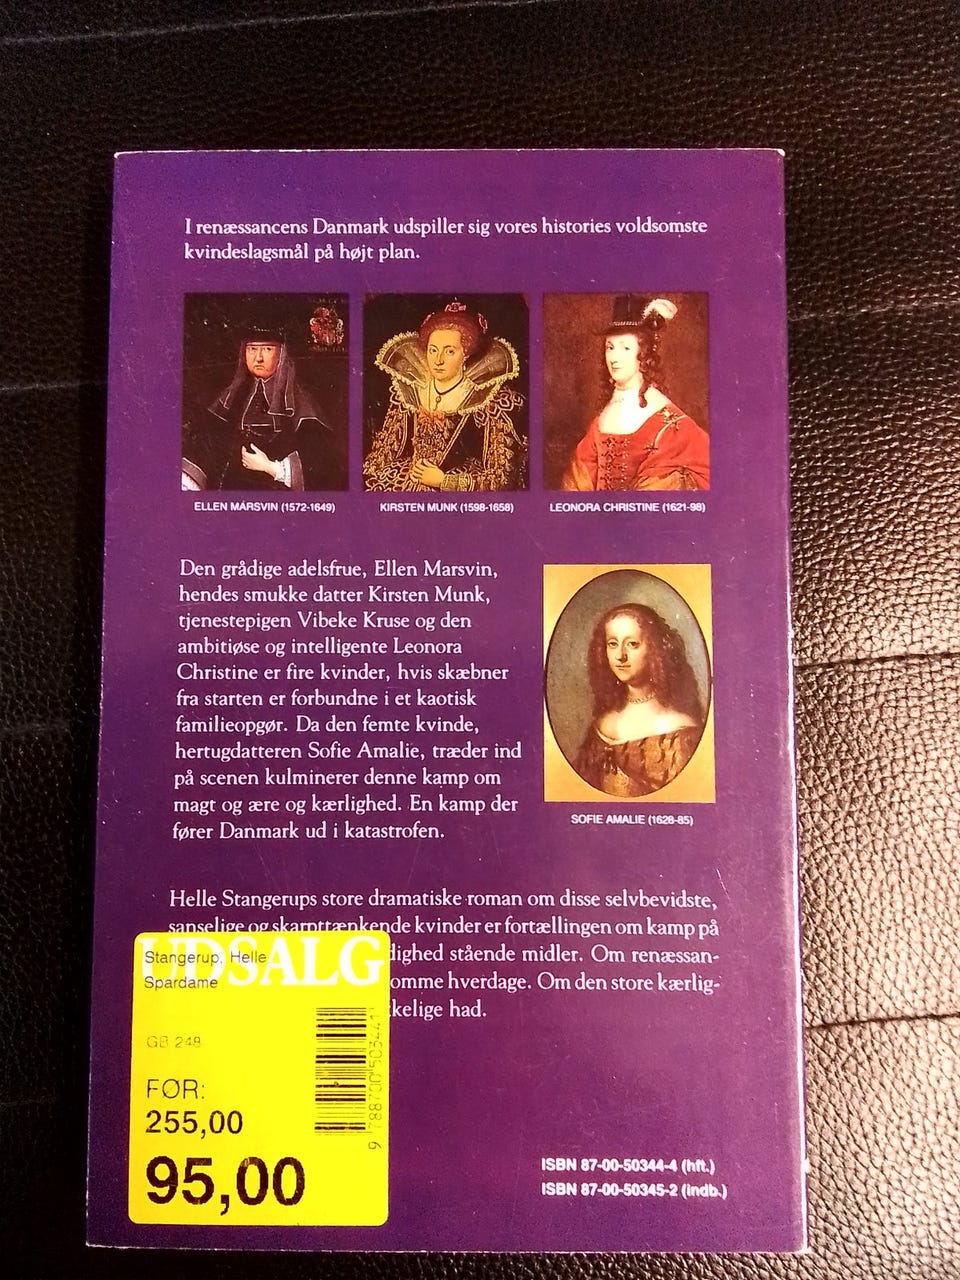 I renæssancens Danmark udspiller sig vores histories voldsomste
kvindeslagsmål på højt plan.
ELLEN MARSVIN (1572-1649)
KIRSTEN MUNK (1598-1658)
LEONORA CHRISTINE (1621-98)
Den grådige adelsfrue, Ellen Marsvin,
hendes smukke datter Kirsten Munk,
tjenestepigen Vibeke Kruse og den
ambitiøse og intelligente Leonora
Christine er fire kvinder, hvis skæbner
fra starten er forbundne i et kaotisk
familieopgør. Da den femte kvinde,
hertugdatteren Sofie Amalie, træder ind
på scenen kulminerer denne kamp om
magt og ære og kærlighed. En kamp der
fører Danmark ud i katastrofen.
SOFIE AMALIE (1628-85)
Helle Stangerups store dramatiske roman om disse selvbevidste,
sanselige og skarpttænkende kvinder er fortællingen om kamp på
dighed stående midler. Om renæssan-
omme hverdage. Om den store kærlig-
kelige had.
UDSALG
Stangerup, Helle
Spardame
GB 248
FØR:
255,00
95,00
9 788700 503441
ISBN 87-00-50344-4 (hft.)
ISBN 87-00-50345-2 (indb.)